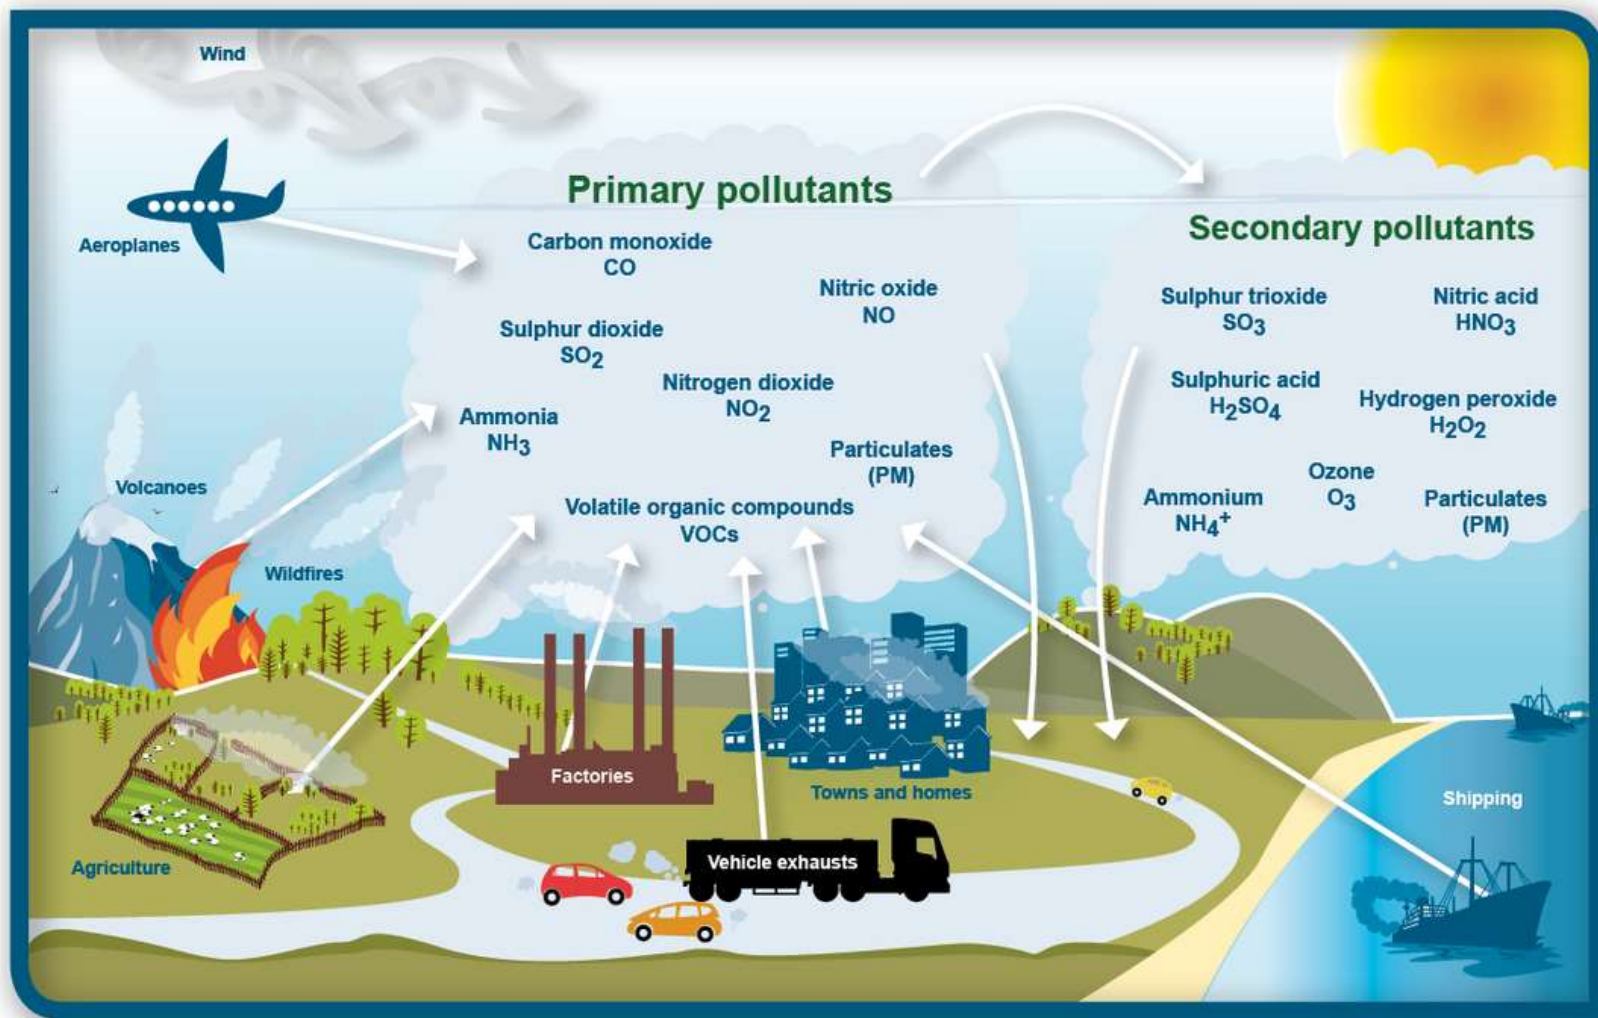 Wind
Aeroplanes
Primary pollutants
Carbon monoxide
CO
Nitric oxide
NO
Sulphur dioxide
SO2
Nitrogen dioxide
NO2
Ammonia
NH3
Particulates
(PM)
Volatile organic compounds
VOCs
Secondary pollutants
Sulphur trioxide
SO3
Nitric acid
HNO3
Sulphuric acid
H2SO4
Hydrogen peroxide
H2O2
Ozone
O3
Ammonium
NH4+
Particulates
(PM)
Volcanoes
Wildfires
Agriculture
Factories
Towns and homes
Vehicle exhausts
Shipping